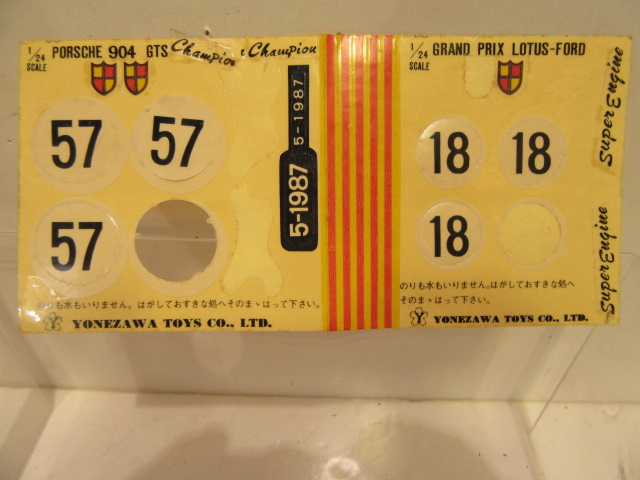 1/24 SCALE PORSCHE 904 GTS Champion Champion
57 57
57
5-1987
5-1987
のりも水もいりません。はがしておすきな処へそのまゝはって下さい。
YONEZAWA TOYS CO., LTD.
1/24 SCALE GRAND PRIX LOTUS-FORD
18 18
18
Super Engine
Super Engine
のりも水もいりません。はがしておすきな処へ
そのまゝはって下さい。
YONEZAWA TOYS CO., LTD.